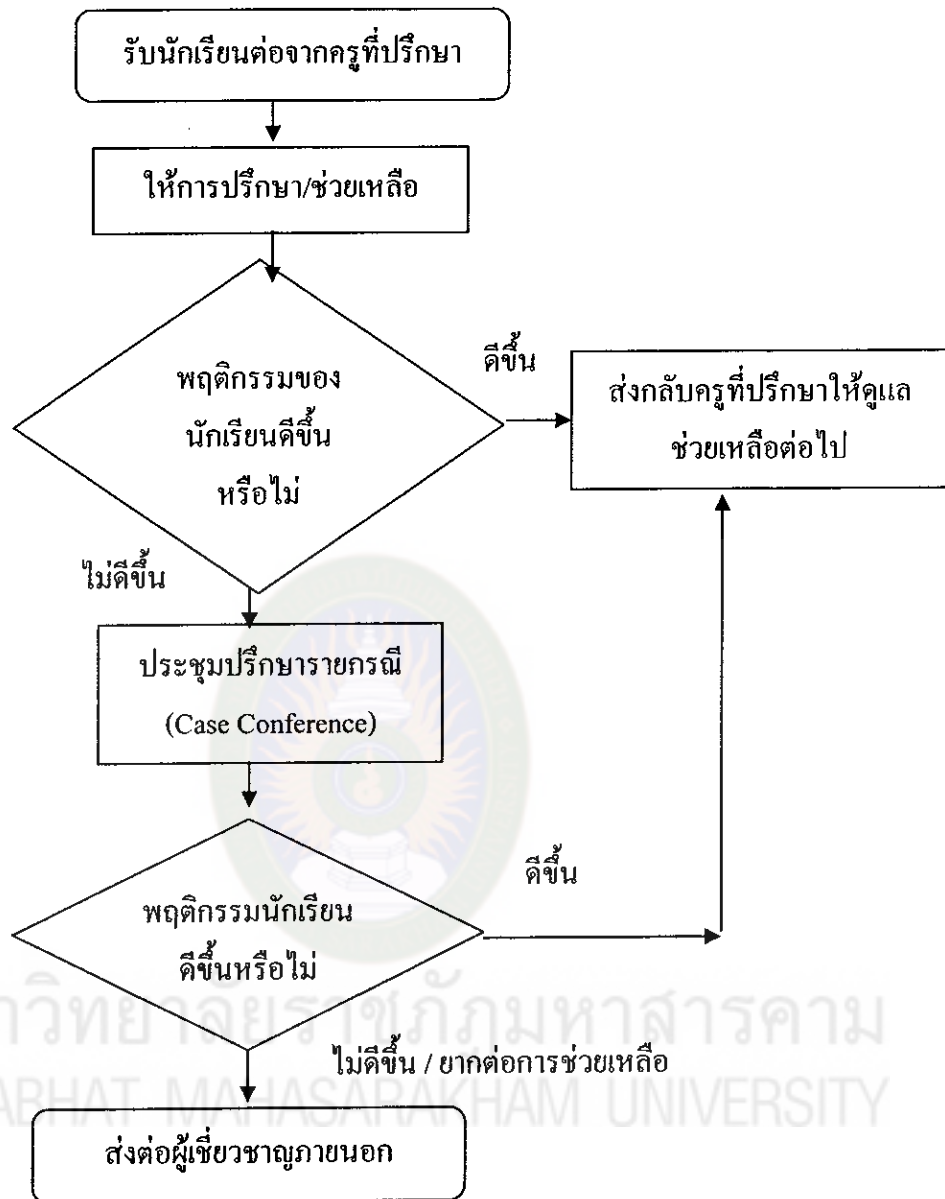 รับนักเรียนต่อจากครูที่ปรึกษา
ให้การปรึกษา/ช่วยเหลือ
พฤติกรรมของ
นักเรียนดีขึ้น
หรือไม่
ดีขึ้น
ส่งกลับครูที่ปรึกษาให้ดูแล
ช่วยเหลือต่อไป
ไม่ดีขึ้น
ประชุมปรึกษารายกรณี
(Case Conference)
พฤติกรรมนักเรียน
ดีขึ้นหรือไม่
ดีขึ้น
ไม่ดีขึ้น / ยากต่อการช่วยเหลือ
ส่งต่อผู้เชี่ยวชาญภายนอก
าวิทยาลัยราชภัฏมหาสารคาม
ABHAT MAHASARAKHAM UNIVERSITY